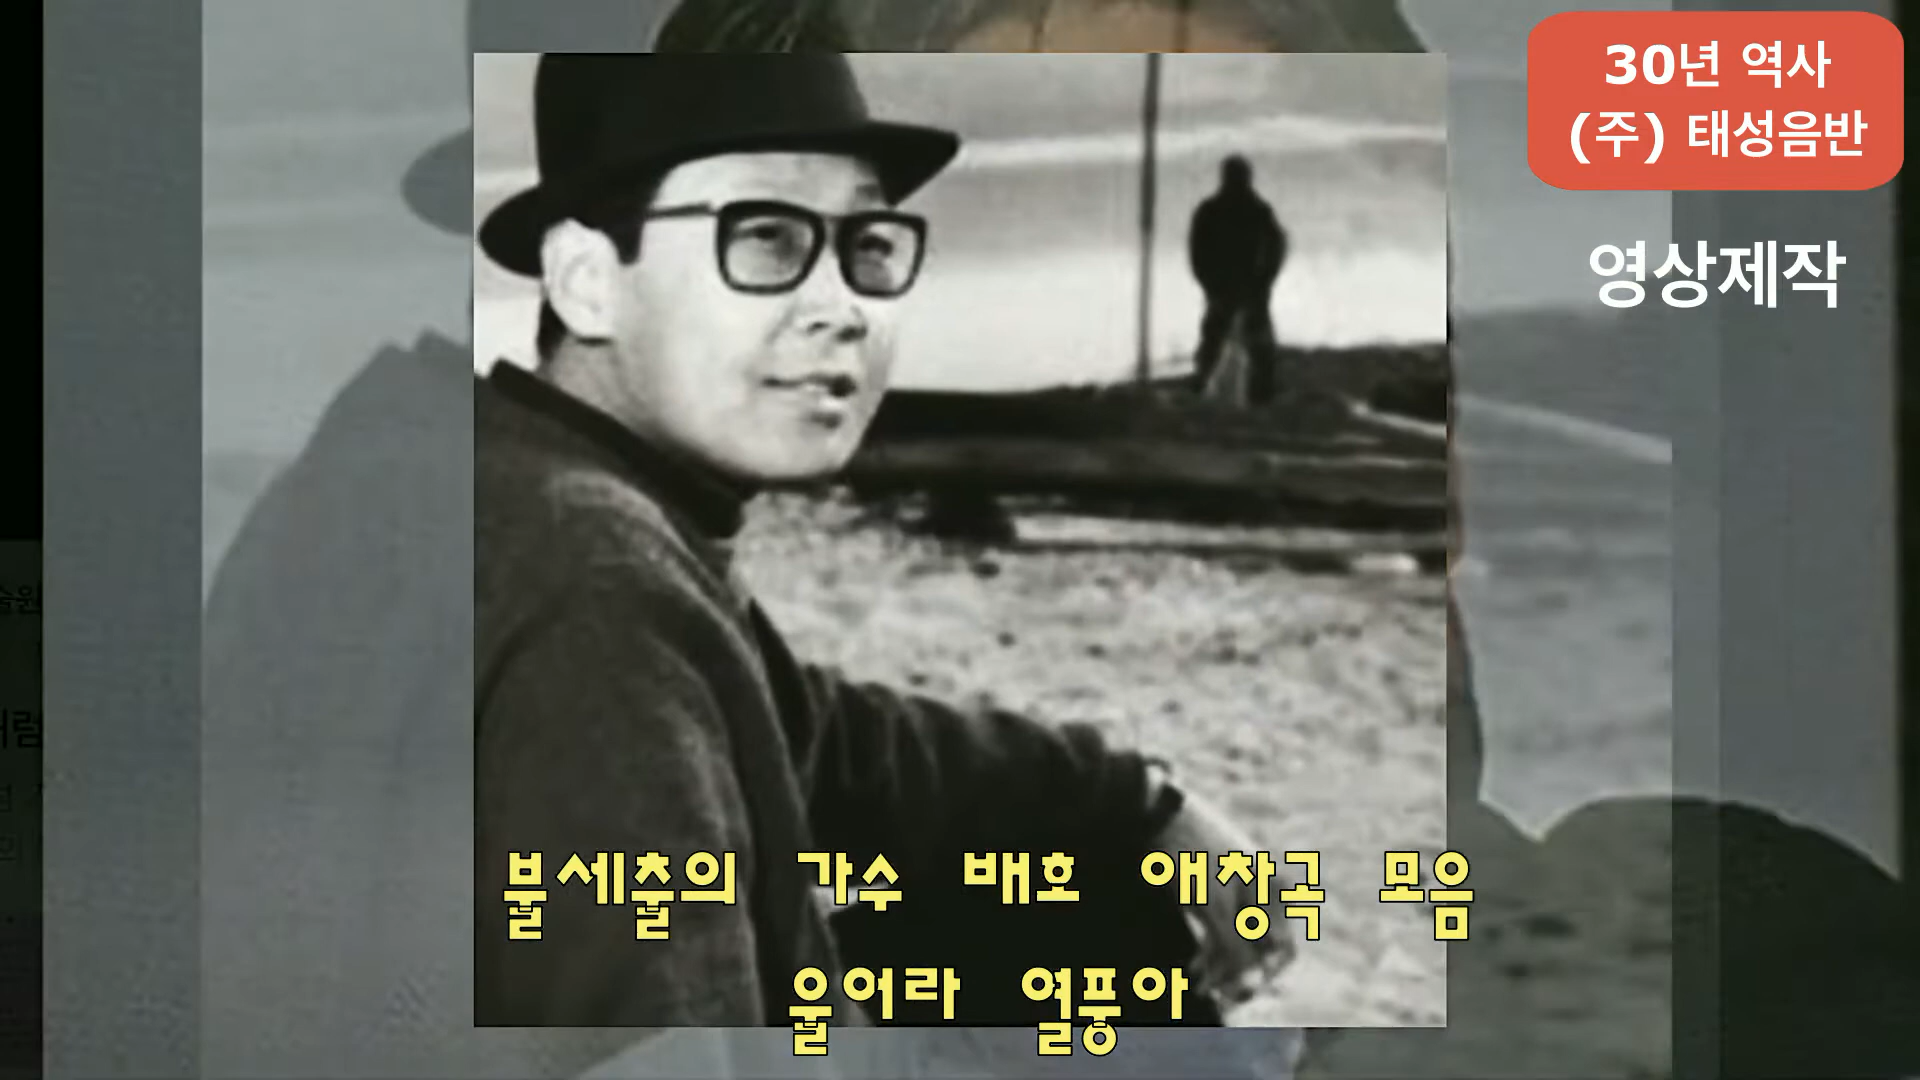 30년 역사
(주) 태성음반
영상제작
불세출의 가수 배호 애창곡 모음
울어라 열풍아